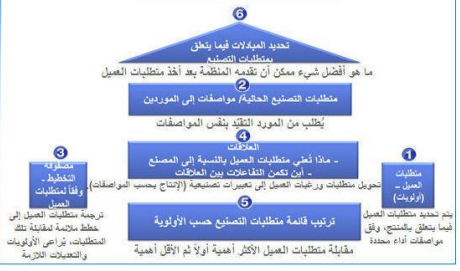 6
تحديد المبادلات فيما يتعلق
بمتطلبات التصنيع
ما هو أفضل شيء ممكن أن تقدمه المنظمة بعد أخذ متطلبات العميل
2
متطلبات التصنيع الحالية/ مواصفات إلى الموردين
يُطلب من المورد التقيّد بنفس المواصفات
1
متطلبات
العميل –
(أولويات)
يتم تحديد متطلبات العميل
فيما يتعلق بالمنتج، وفق
مواصفات أداء محددة
4
العلاقات
- ماذا تعني متطلبات العميل بالنسبة إلى المصنع
- أين تكمن التفاعلات بين العلاقات
تحويل متطلبات ورغبات العميل إلى تعبيرات تصنيعية (الإنتاج بحسب المواصفات).
3
مصفوفة
التخطيط -
وفقاً لمتطلبات
العميل
ترجمة متطلبات العميل إلى
خطط ملائمة لمقابلة تلك
المتطلبات، يُراعى الأولويات
والتعديلات اللازمة
5
ترتيب قائمة متطلبات التصنيع حسب الأولوية
مقابلة متطلبات العميل الأكثر أهمية أولاً ثم الأقل أهمية